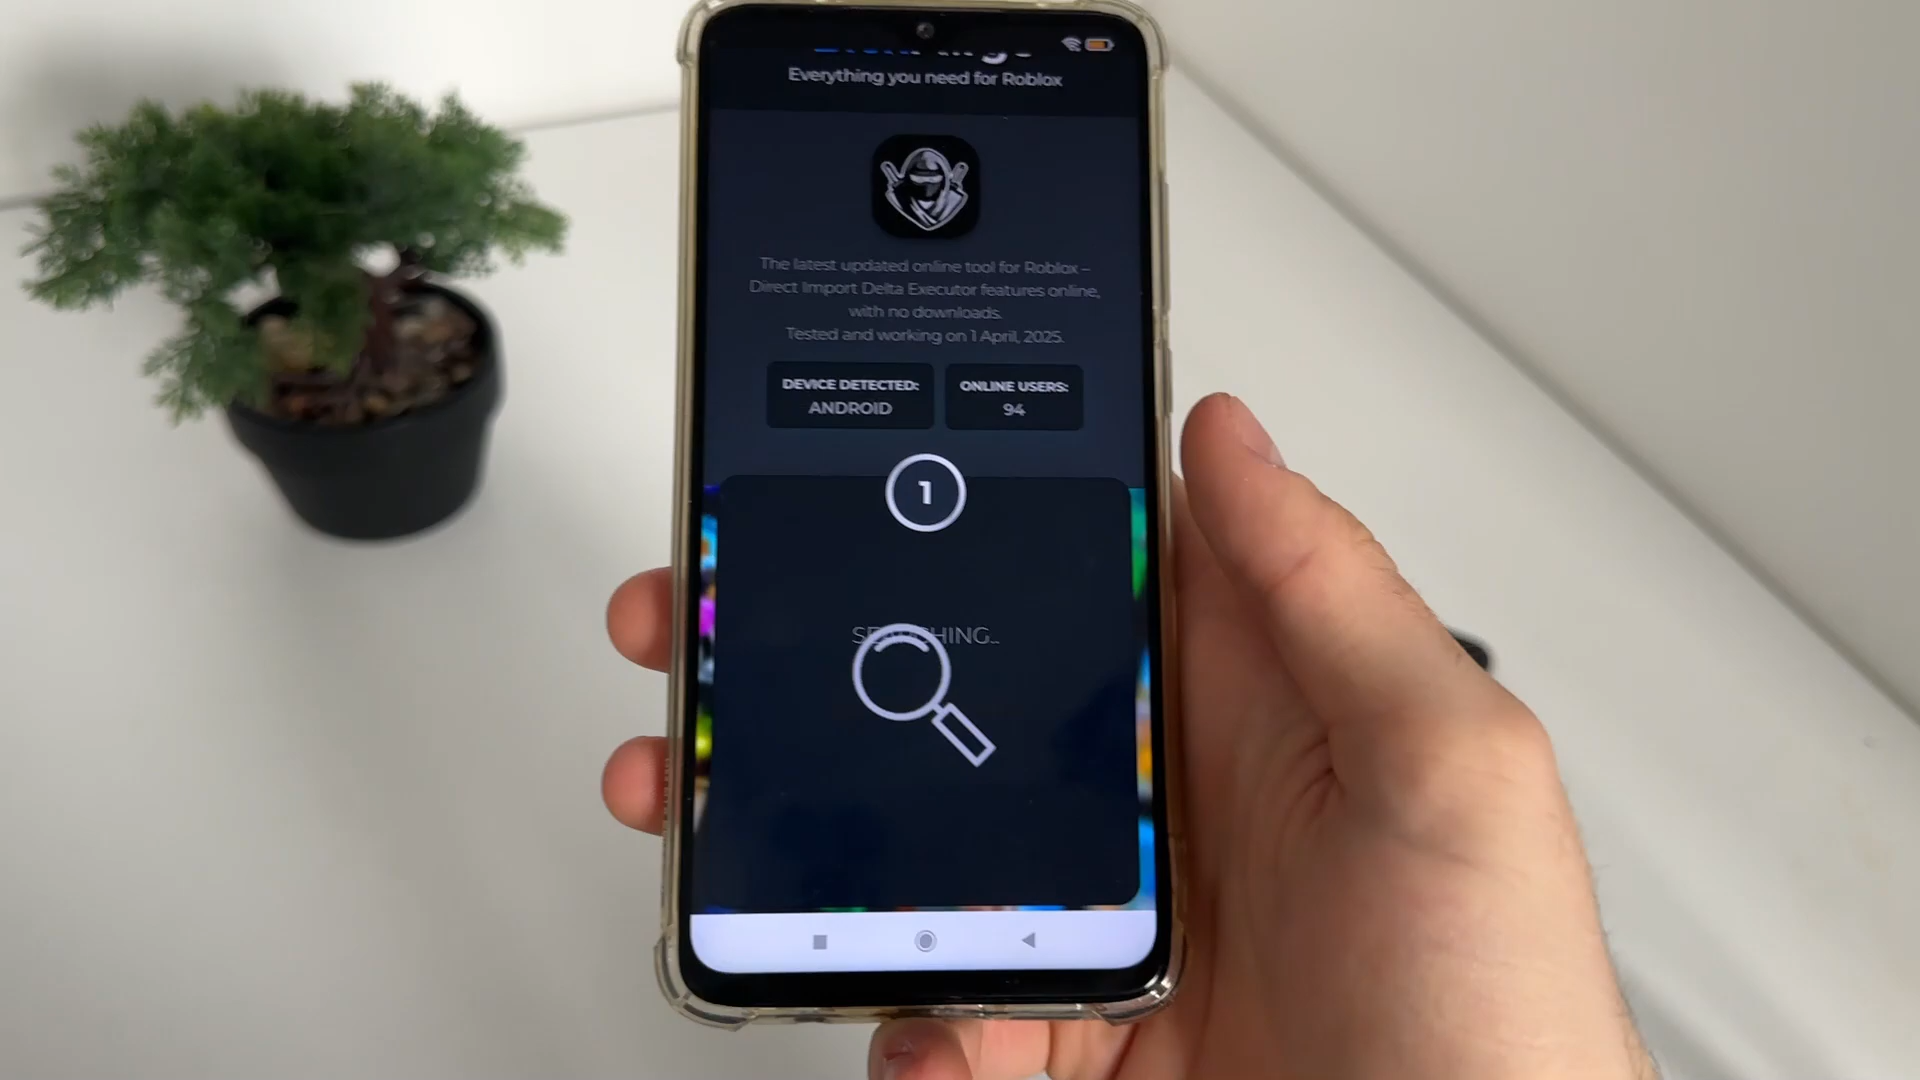 Everything you need for Roblox
The latest updated online tool for Roblox –
Direct Import Delta Executor features online,
with no downloads.
Tested and working on 1 April, 2025.
DEVICE DETECTED:
ANDROID
ONLINE USERS:
94
1
SEARCHING..